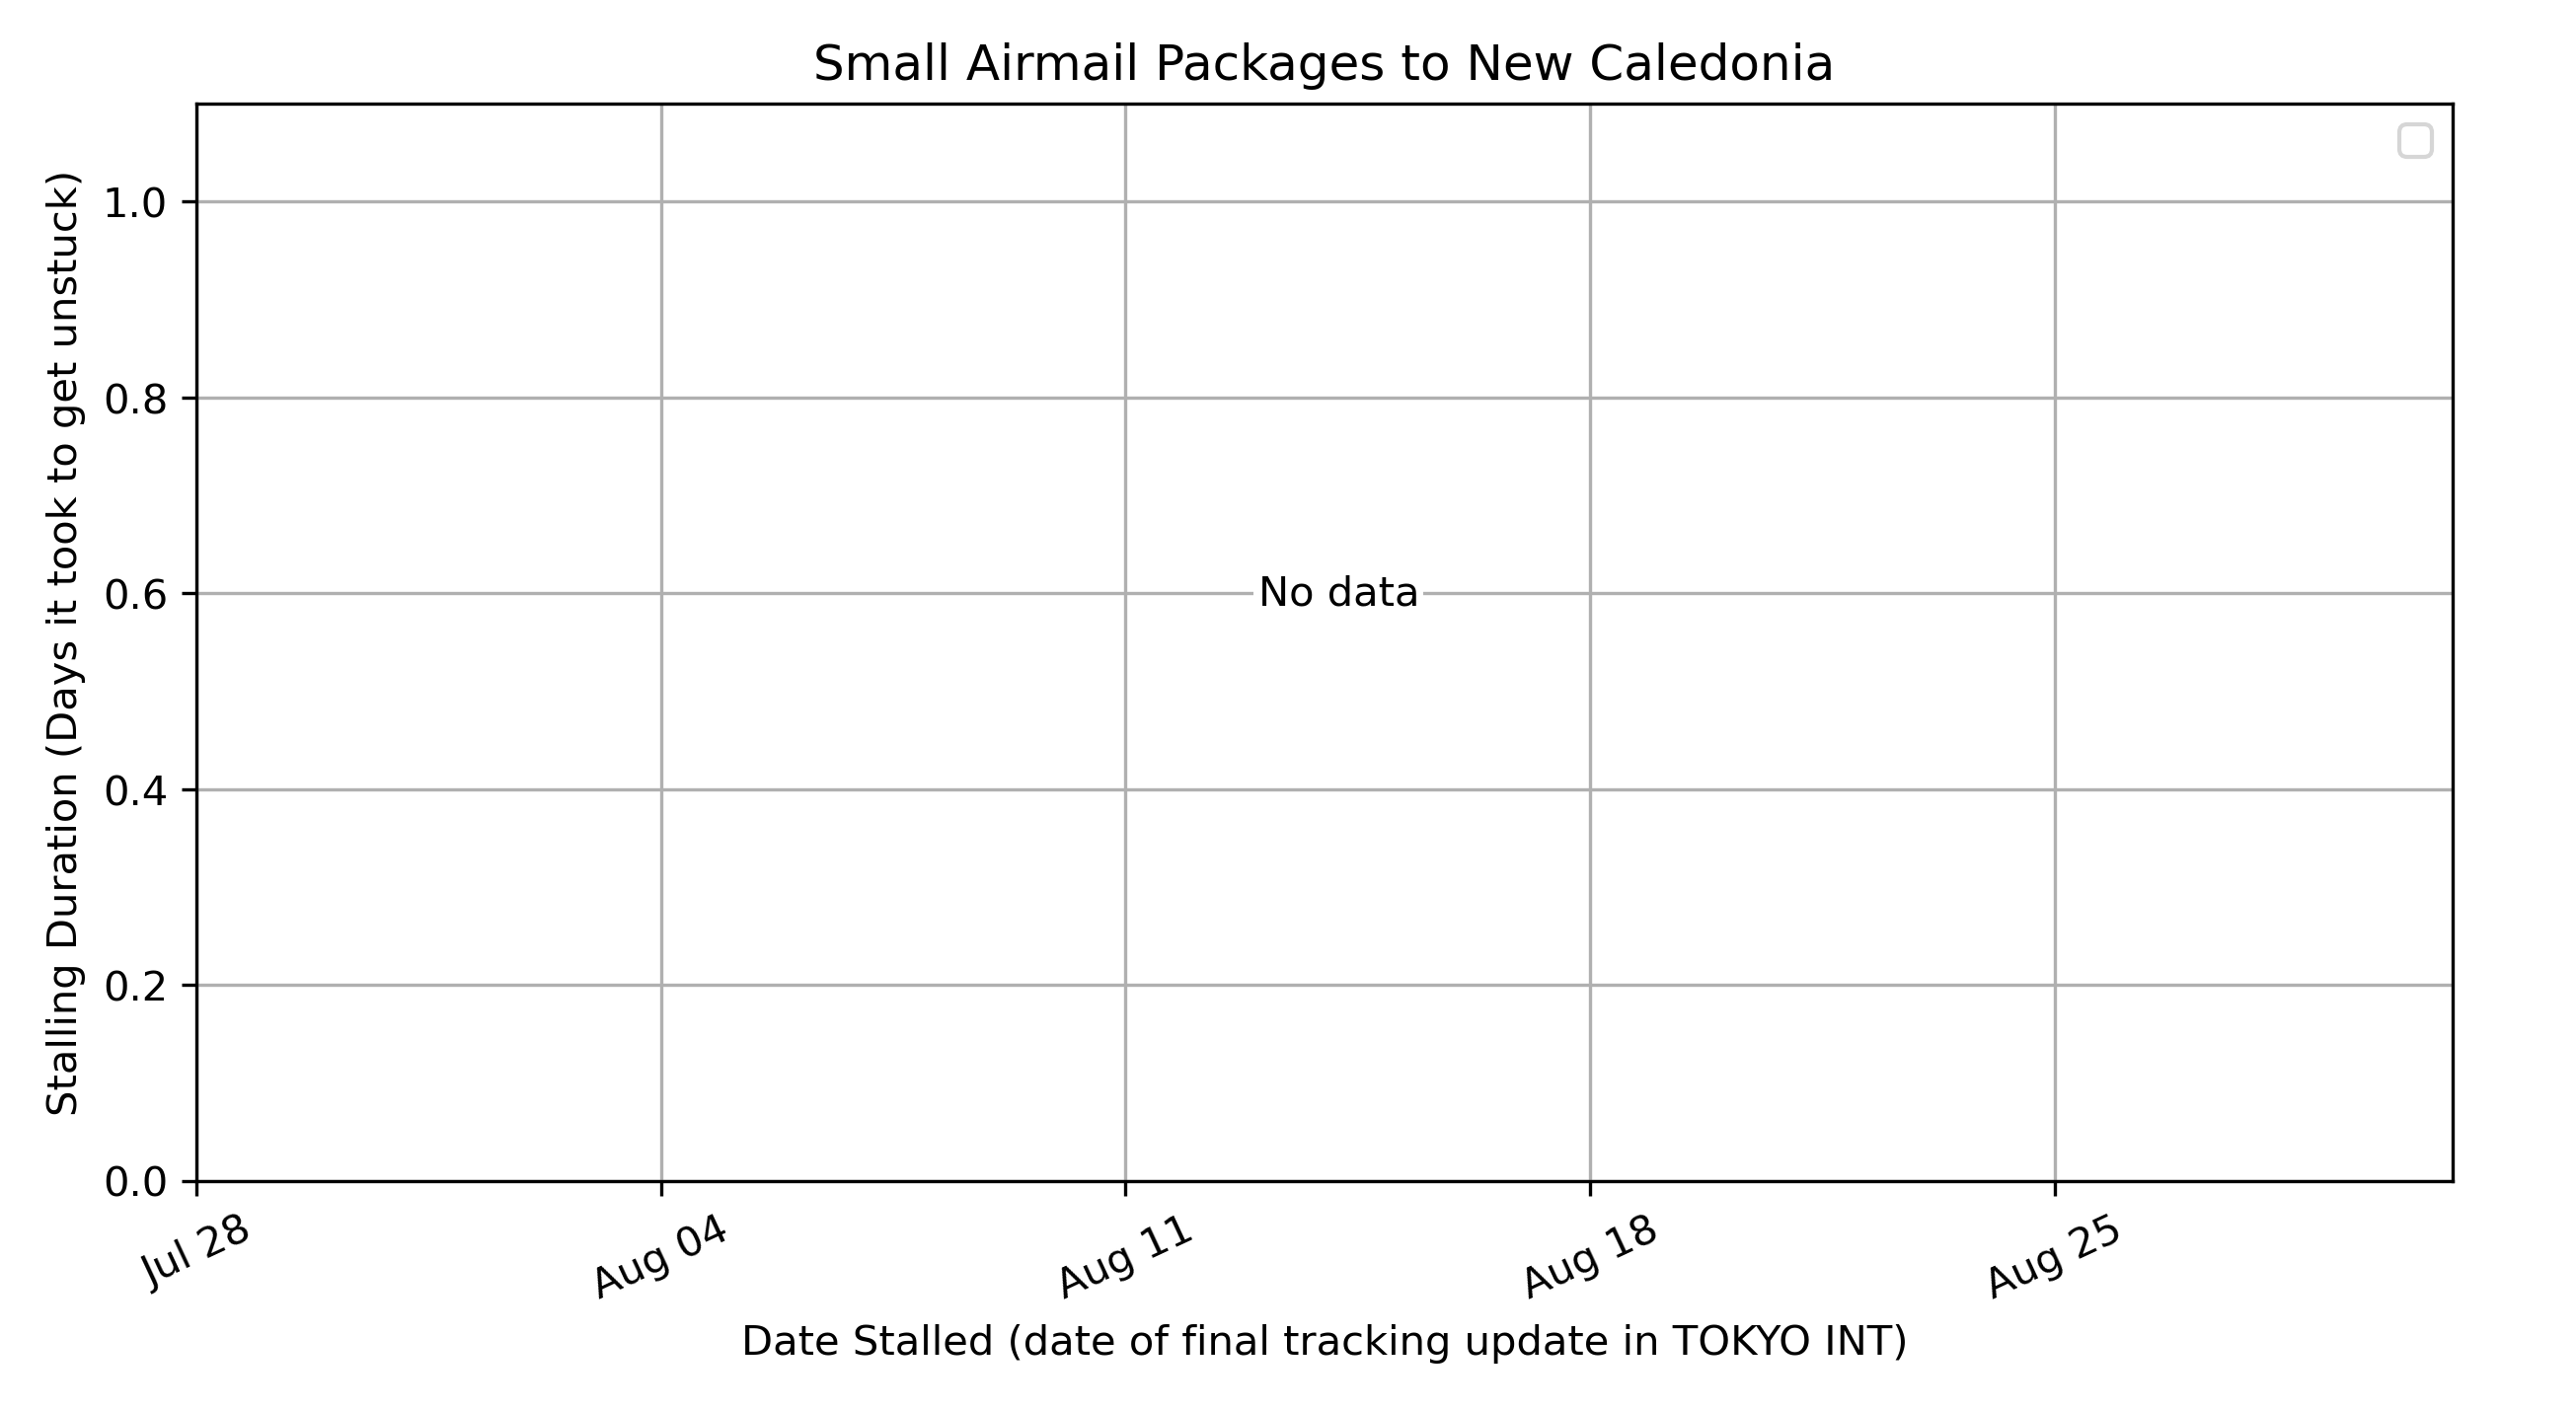 Small Airmail Packages to New Caledonia
Stalling Duration (Days it took to get unstuck)
1.0
0.8
0.6
0.4
0.2
0.0
No data
Jul 28
Aug 04
Aug 11
Aug 18
Aug 25
Date Stalled (date of final tracking update in TOKYO INT)